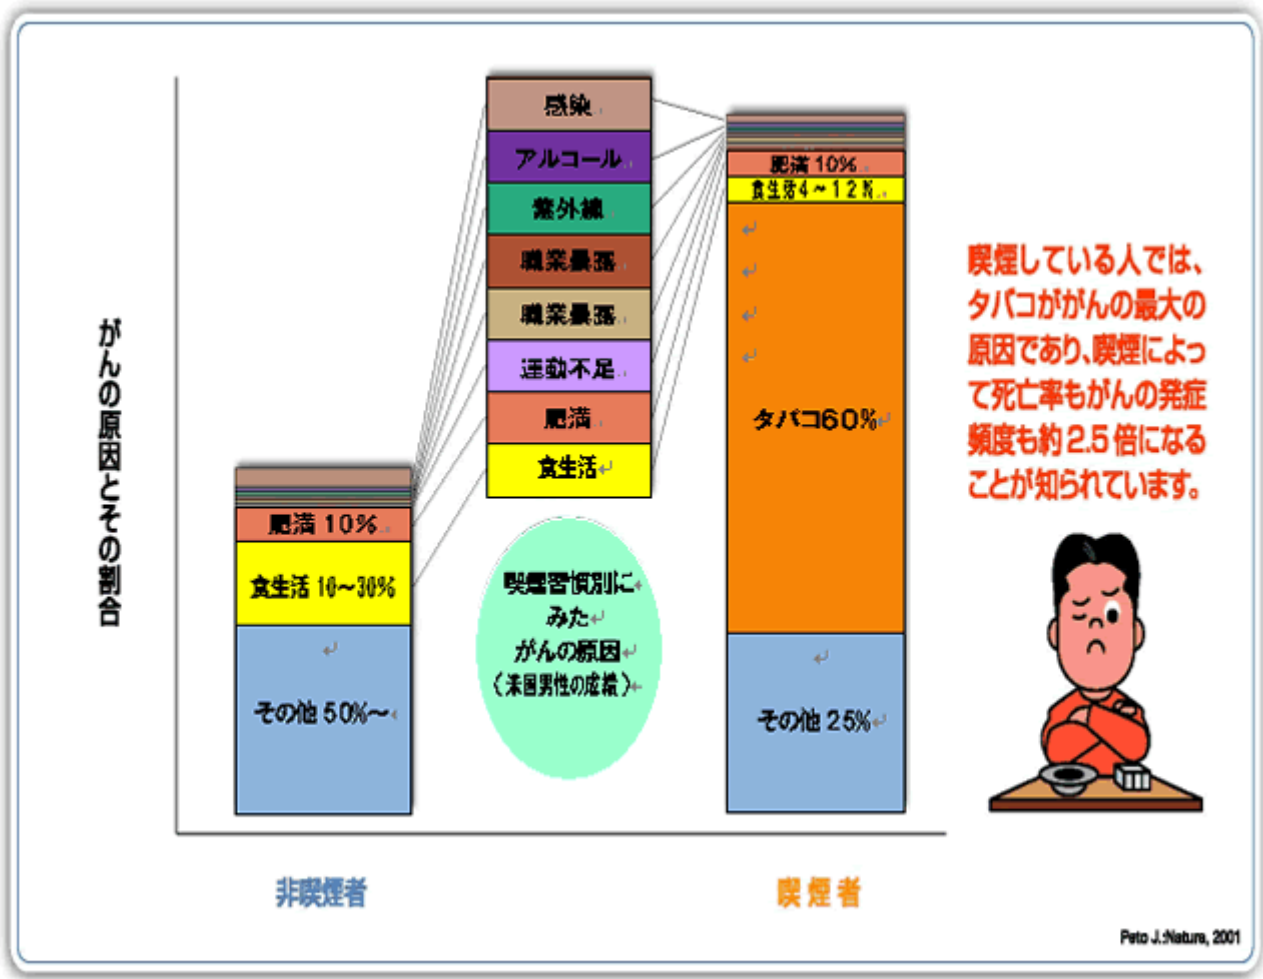 感染
アルコール
紫外線
職業曇露
職業曇露
運動不足
肥満
食生活
肥満 10%
食生活4～12%
タバコ60%
その他 25%
肥満 10%
食生活 10～30%
その他 50%～
喫煙習慣別に
みた
がんの原因
（米国男性の成績）
がんの原因とその割合
非喫煙者
喫煙者
喫煙している人では、
タバコががんの最大の
原因であり、喫煙によっ
て死亡率もがんの発症
頻度も約2.5倍になる
ことが知られています。
Peto J.:Nature, 2001